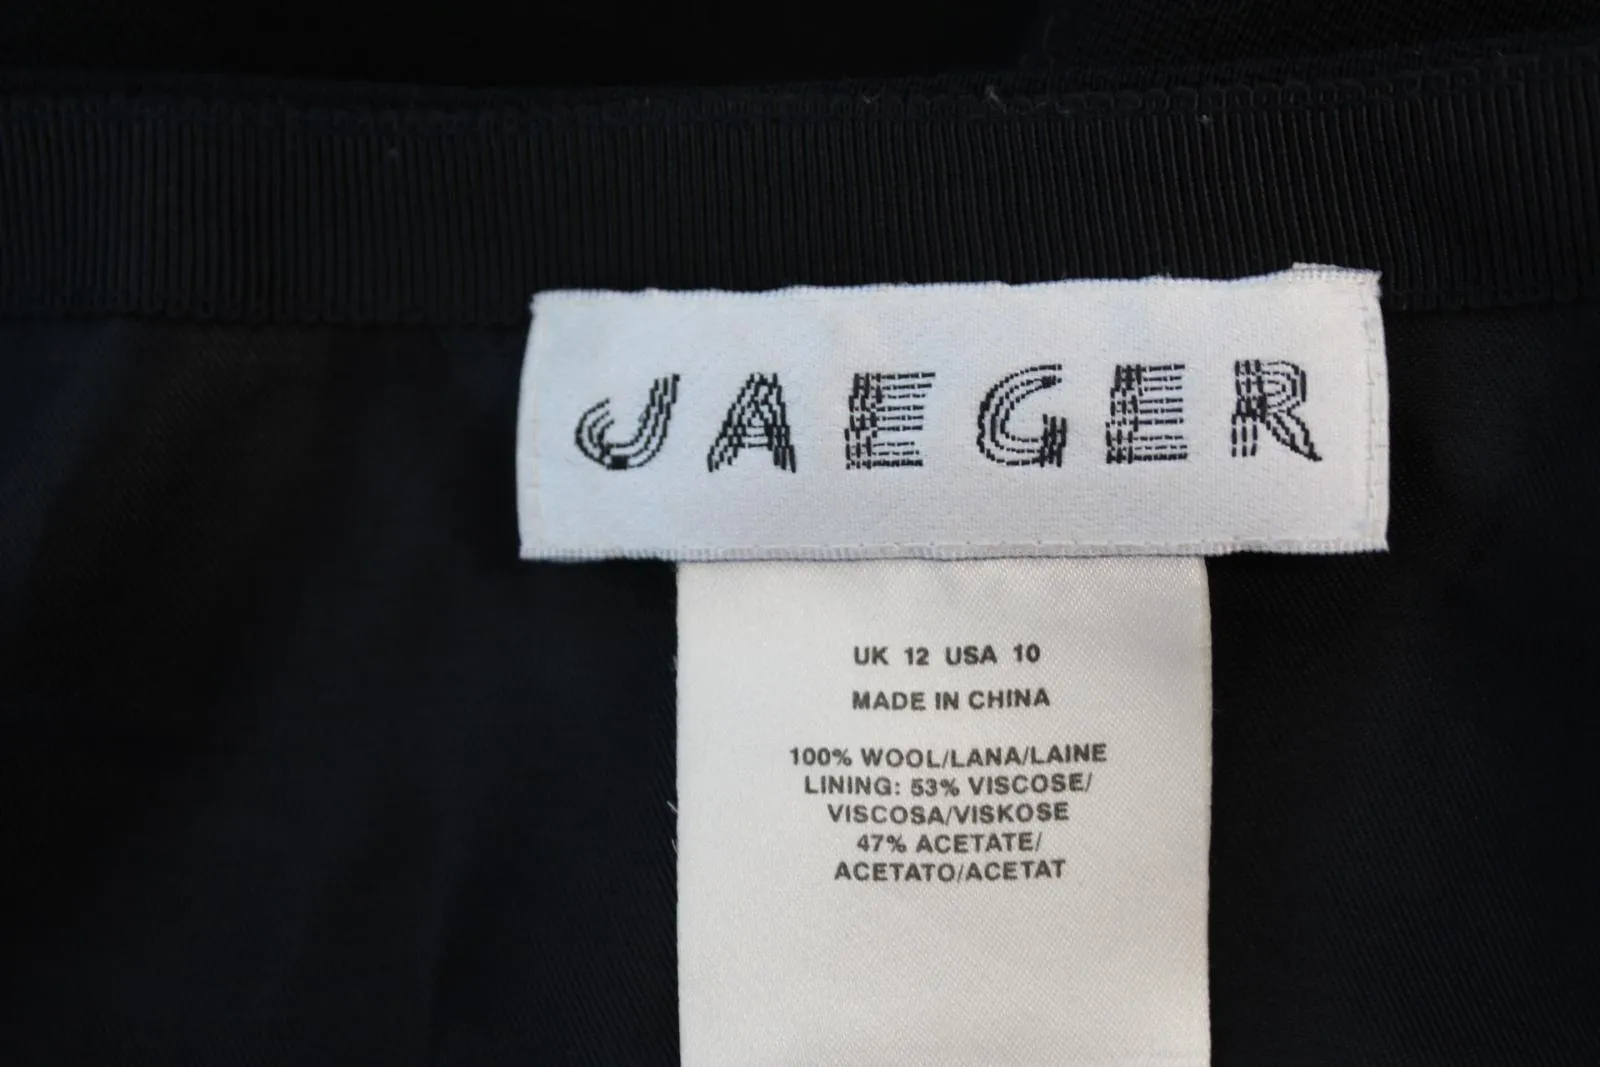 JAEGER
UK 12 USA 10
MADE IN CHINA
100% WOOL/LANA/LAINE
LINING: 53% VISCOSE/
VISCOSA/VISKOSE
47% ACETATE/
ACETATO/ACETAT